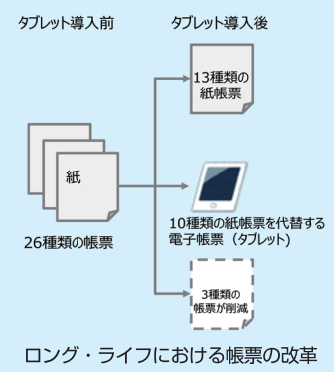 タブレット導入前
タブレット導入後
13種類の
紙帳票
紙
26種類の帳票
10種類の紙帳票を代替する
電子帳票（タブレット）
3種類の
帳票が削減
ロング・ライフにおける帳票の改革